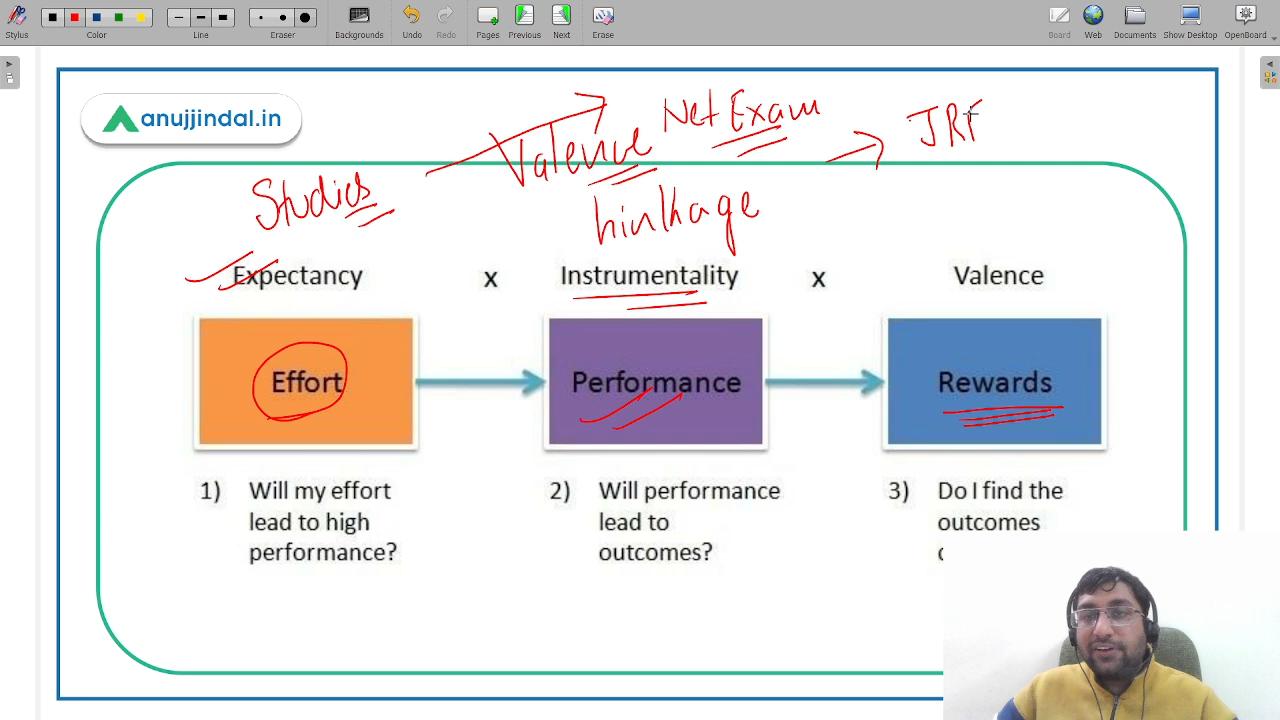 Stylus
Color
Line
Eraser
Backgrounds
Undo
Redo
Pages
Previous
Next
Erase
Board
Web
Documents
Show Desktop
OpenBoard
anujjindal.in
Studies
Valence
Net Exam
JRF
hinkage
Expectancy x Instrumentality x Valence
Effort
Performance
Rewards
1) Will my effort
lead to high
performance?
2) Will performance
lead to
outcomes?
3) Do I find the
outcomes